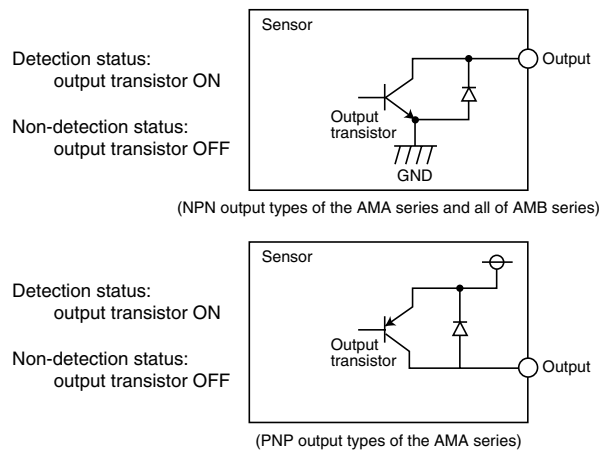 Sensor
Detection status:
output transistor ON
Output
Non-detection status:
output transistor OFF
Output
transistor
GND
(NPN output types of the AMA series and all of AMB series)
Sensor
Detection status:
output transistor ON
Non-detection status:
output transistor OFF
Output
transistor
Output
(PNP output types of the AMA series)